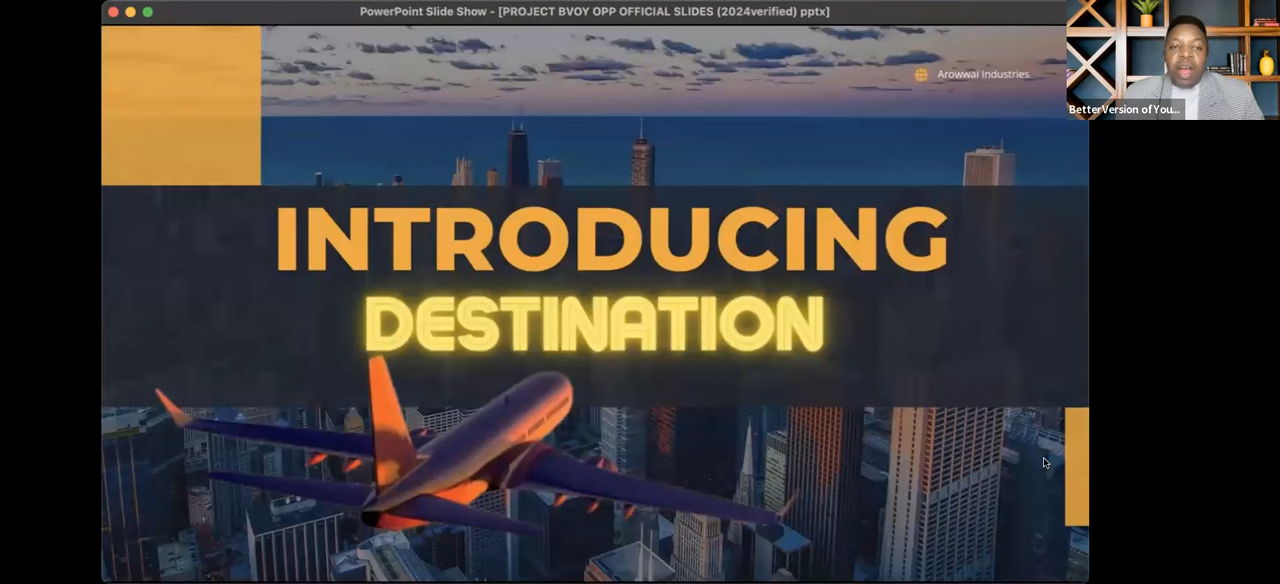 PowerPoint Slide Show - [PROJECT BVOY OPP OFFICIAL SLIDES (2024verified) pptx]
Arowwai Industries
BetterVersion of You...
INTRODUCING
DESTINATION